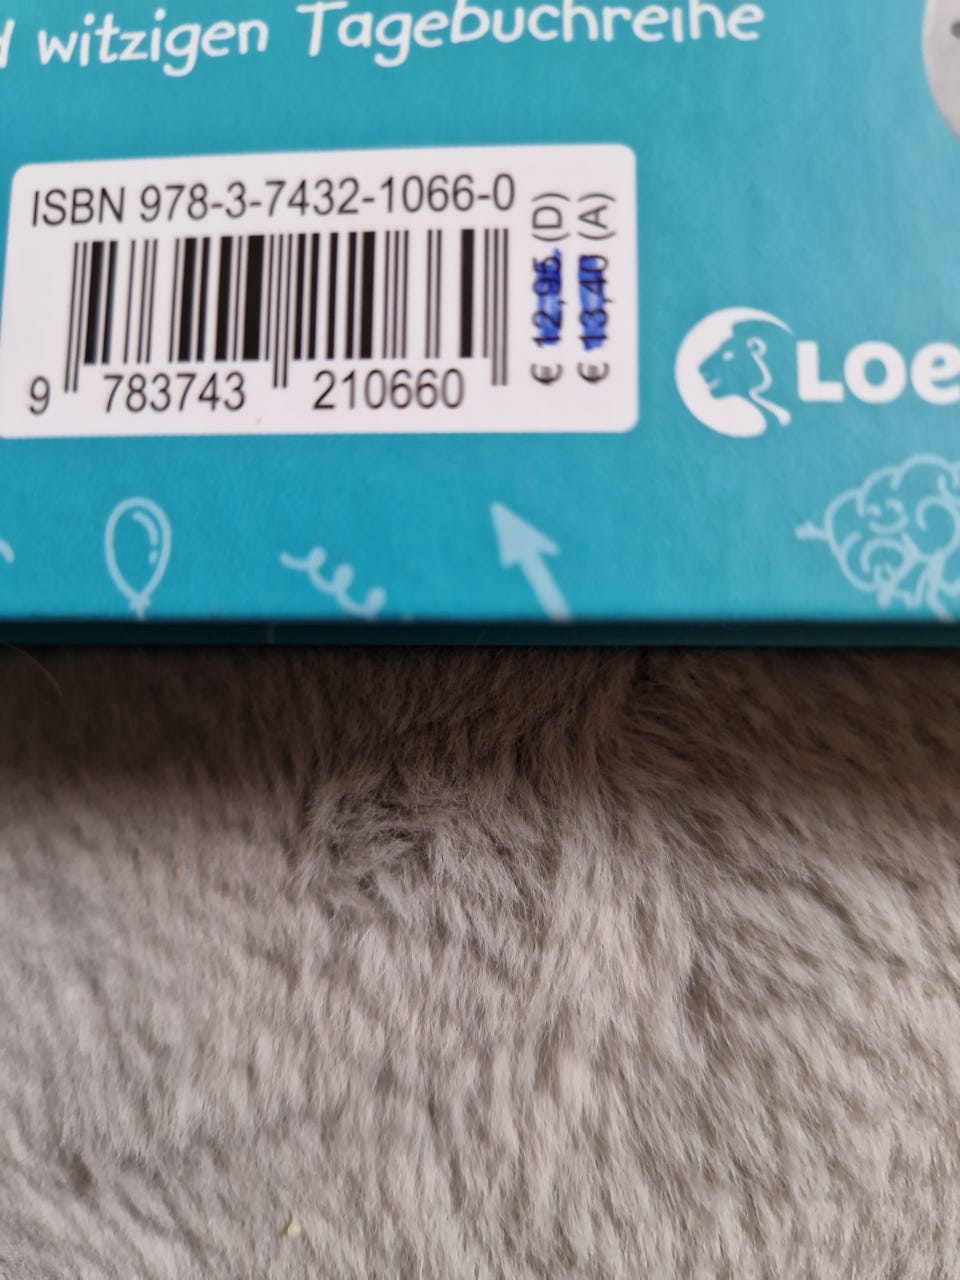 witzigen Tagebuchreihe
ISBN 978-3-7432-1066-0
€ 12,95 (D)
€ 13,40 (A)
9 783743 210660
LOE